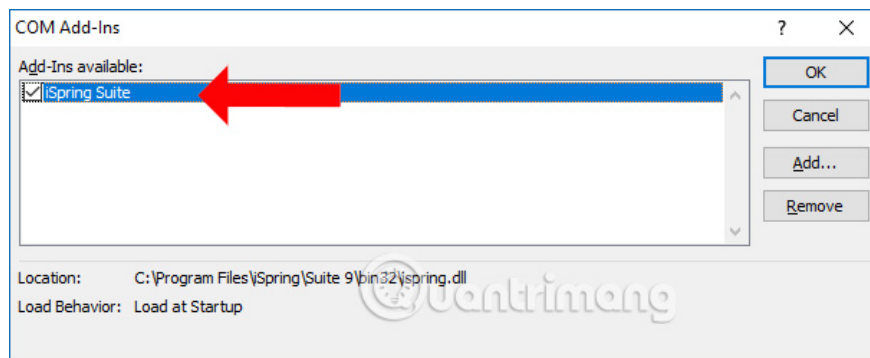 COM Add-Ins
Add-Ins available:
iSpring Suite
OK
Cancel
Add...
Remove
Location: C:\Program Files\iSpring\Suite 9\bin32\ispring.dll
Load Behavior: Load at Startup
Quantrimang